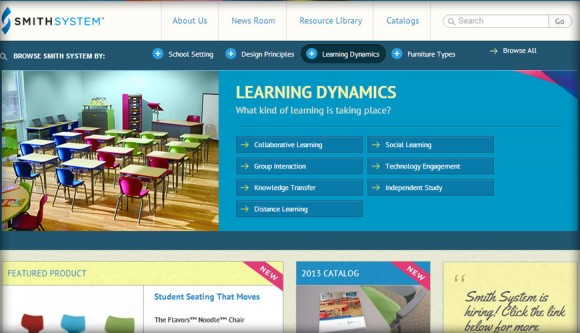 SMITHSYSTEM
About Us
News Room
Resource Library
Catalogs
Search
Go
BROWSE SMITH SYSTEM BY:
School Setting
Design Principles
Learning Dynamics
Furniture Types
Browse All
LEARNING DYNAMICS
What kind of learning is taking place?
Collaborative Learning
Social Learning
Group Interaction
Technology Engagement
Knowledge Transfer
Independent Study
Distance Learning
FEATURED PRODUCT
NEW
2013 CATALOG
NEW
Student Seating That Moves
The Flavors™ Noodle™ Chair
“
Smith System is
hiring! Click the link
below for more